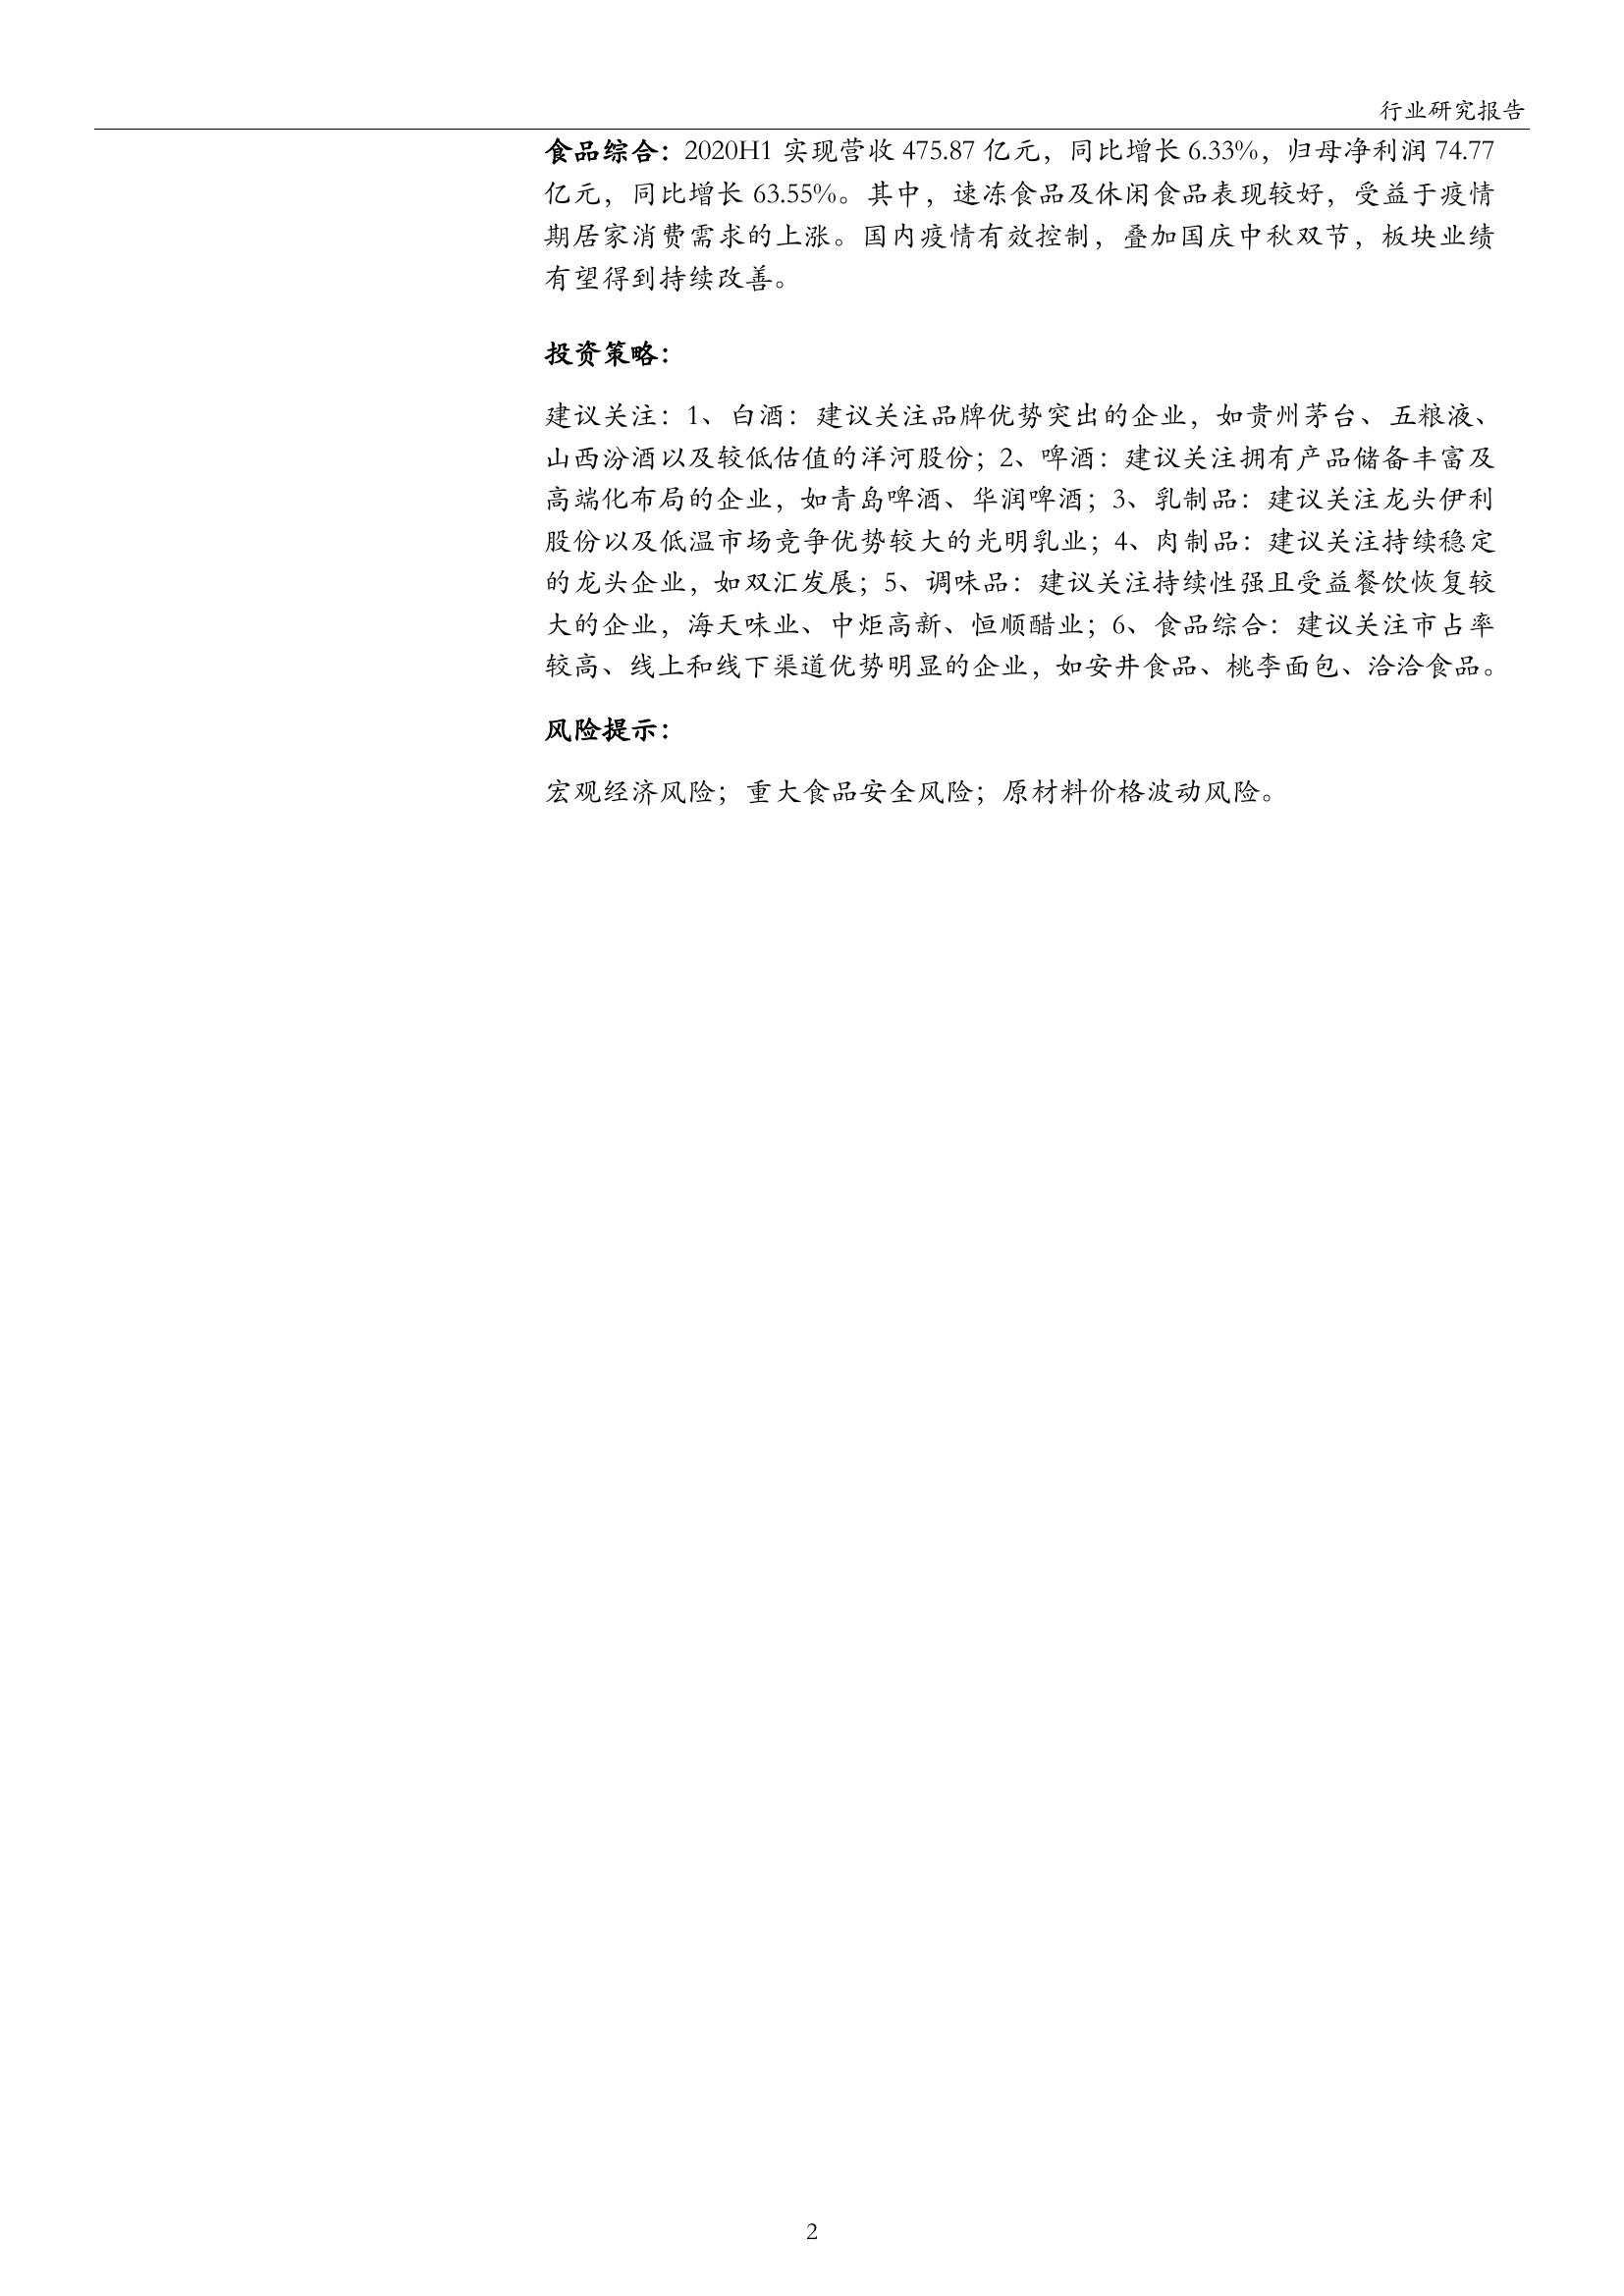 行业研究报告
食品综合：2020H1 实现营收 475.87 亿元，同比增长 6.33%，归母净利润 74.77
亿元，同比增长 63.55%。其中，速冻食品及休闲食品表现较好，受益于疫情
期居家消费需求的上涨。国内疫情有效控制，叠加国庆中秋双节，板块业绩
有望得到持续改善。
投资策略：
建议关注：1、白酒：建议关注品牌优势突出的企业，如贵州茅台、五粮液、
山西汾酒以及较低估值的洋河股份；2、啤酒：建议关注拥有产品储备丰富及
高端化布局的企业，如青岛啤酒、华润啤酒；3、乳制品：建议关注龙头伊利
股份以及低温市场竞争优势较大的光明乳业；4、肉制品：建议关注持续稳定
的龙头企业，如双汇发展；5、调味品：建议关注持续性强且受益餐饮恢复较
大的企业，海天味业、中炬高新、恒顺醋业；6、食品综合：建议关注市占率
较高、线上和线下渠道优势明显的企业，如安井食品、桃李面包、洽洽食品。
风险提示：
宏观经济风险；重大食品安全风险；原材料价格波动风险。
2